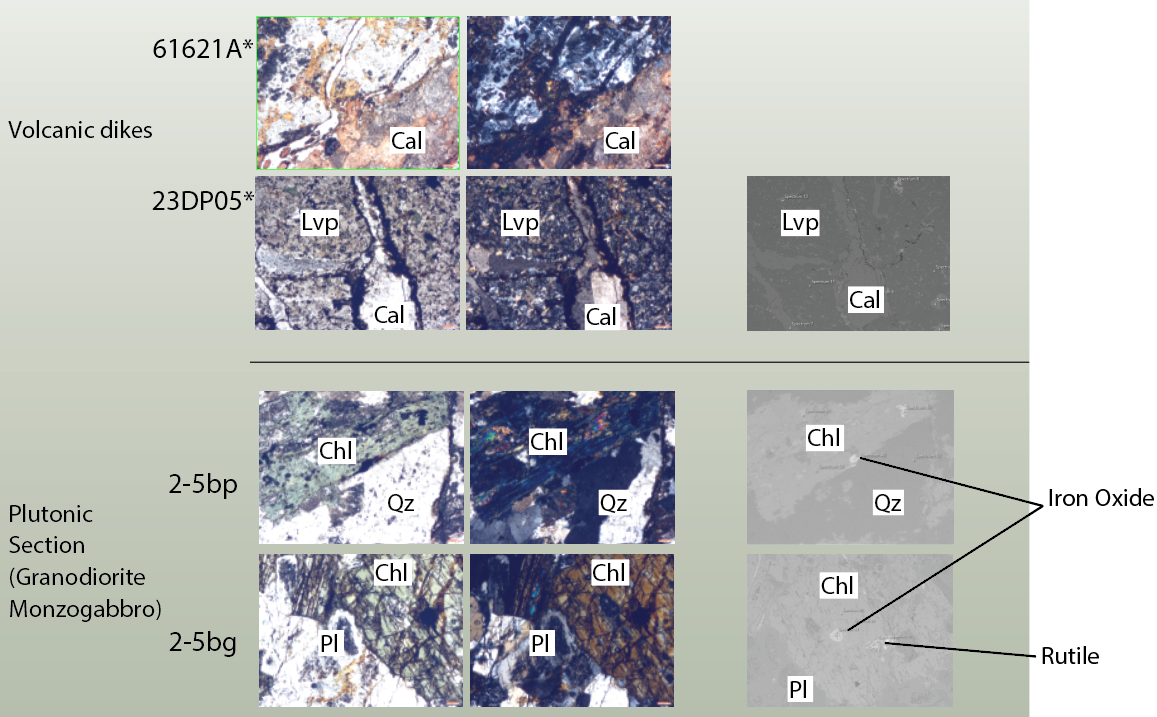 61621A*
Volcanic dikes
Cal
Cal
23DP05*
Lvp
Lvp
Lvp
Cal
Cal
Cal
Chl
Chl
Chl
2-5bp
Qz
Qz
Qz
Iron Oxide
Plutonic
Section
(Granodiorite
Monzogabbro)
Chl
Chl
Chl
2-5bg
Pl
Pl
Pl
Rutile